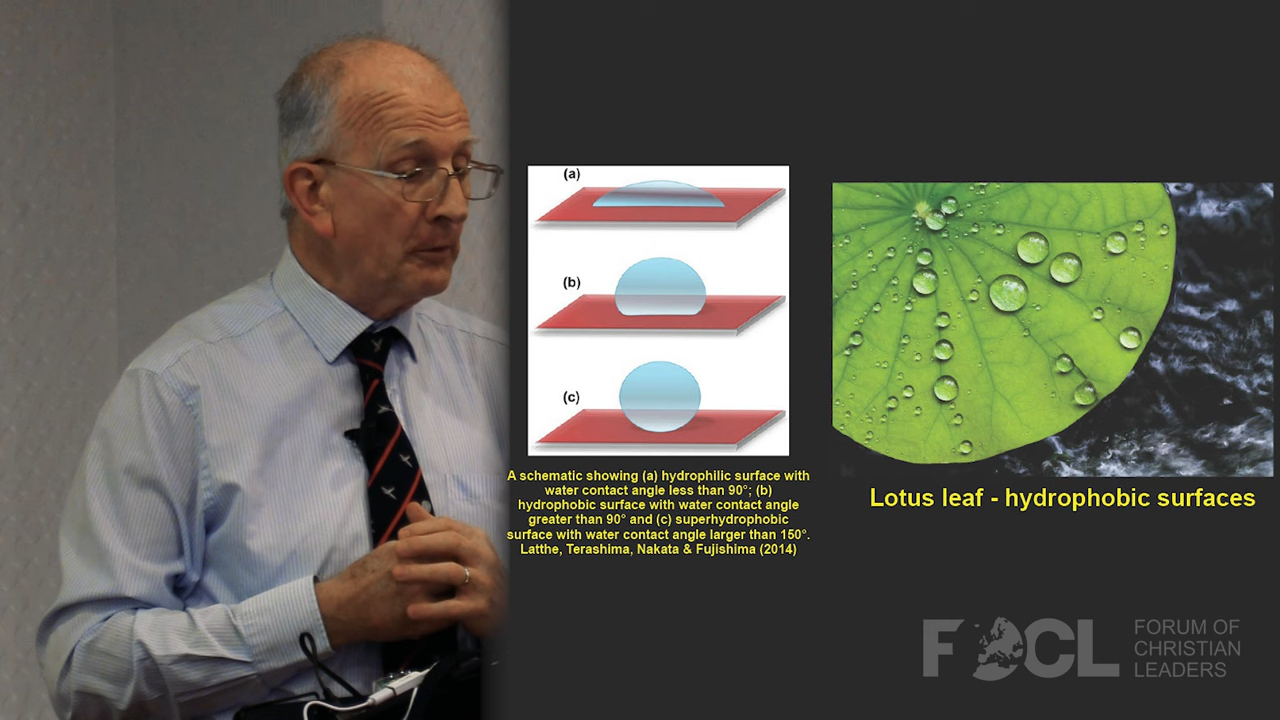 (a)
(b)
(c)
A schematic showing (a) hydrophilic surface with
water contact angle less than 90°; (b)
hydrophobic surface with water contact angle
greater than 90° and (c) superhydrophobic
surface with water contact angle larger than 150°.
Latthe, Terashima, Nakata & Fujishima (2014)
Lotus leaf - hydrophobic surfaces
FOCL
FORUM OF
CHRISTIAN
LEADERS